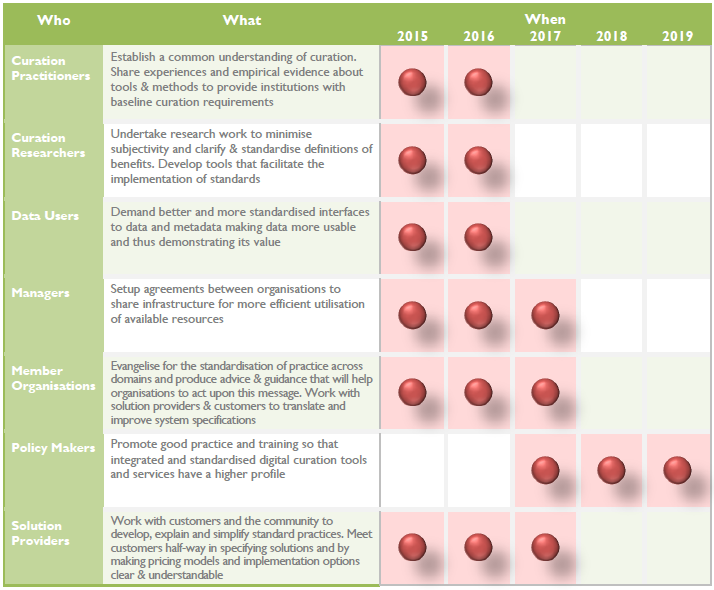 Who
What
When
2015 2016 2017 2018 2019
Curation
Practitioners
Establish a common understanding of curation.
Share experiences and empirical evidence about
tools & methods to provide institutions with
baseline curation requirements
Curation
Researchers
Undertake research work to minimise
subjectivity and clarify & standardise definitions of
benefits. Develop tools that facilitate the
implementation of standards
Data Users
Demand better and more standardised interfaces
to data and metadata making data more usable
and thus demonstrating its value
Managers
Setup agreements between organisations to
share infrastructure for more efficient utilisation
of available resources
Member
Organisations
Evangelise for the standardisation of practice across
domains and produce advice & guidance that will help
organisations to act upon this message. Work with
solution providers & customers to translate and
improve system specifications
Policy Makers
Promote good practice and training so that
integrated and standardised digital curation tools
and services have a higher profile
Solution
Providers
Work with customers and the community to
develop, explain and simplify standard practices. Meet
customers half-way in specifying solutions and by
making pricing models and implementation options
clear & understandable